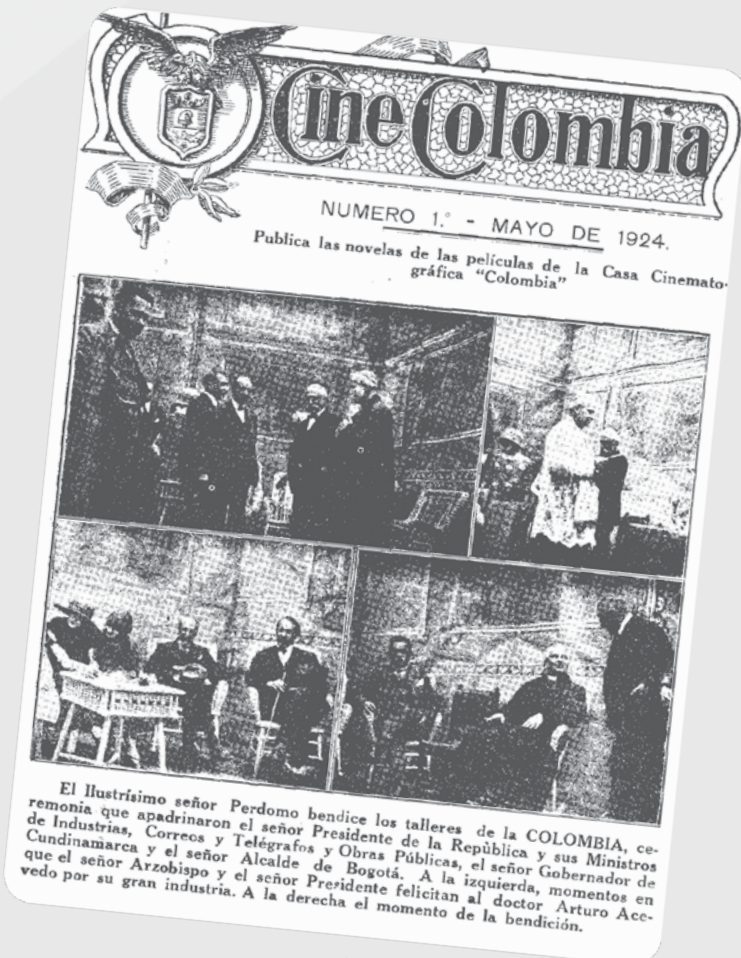 Cine Colombia
NUMERO 1.° - MAYO DE 1924.
Publica las novelas de las películas de la Casa Cinemato-
gráfica “Colombia”
El Ilustrísimo señor Perdomo bendice los talleres de la COLOMBIA, ce-
remonia que apadrinaron el señor Presidente de la Repùblica y sus Ministros
de Industrias, Correos y Telégrafos y Obras Públicas, el señor Gobernador de
Cundinamarca y el señor Alcalde de Bogotá. A la izquierda, momentos en
que el señor Arzobispo y el señor Presidente felicitan al doctor Arturo Ace-
vedo por su gran industria. A la derecha el momento de la bendición.